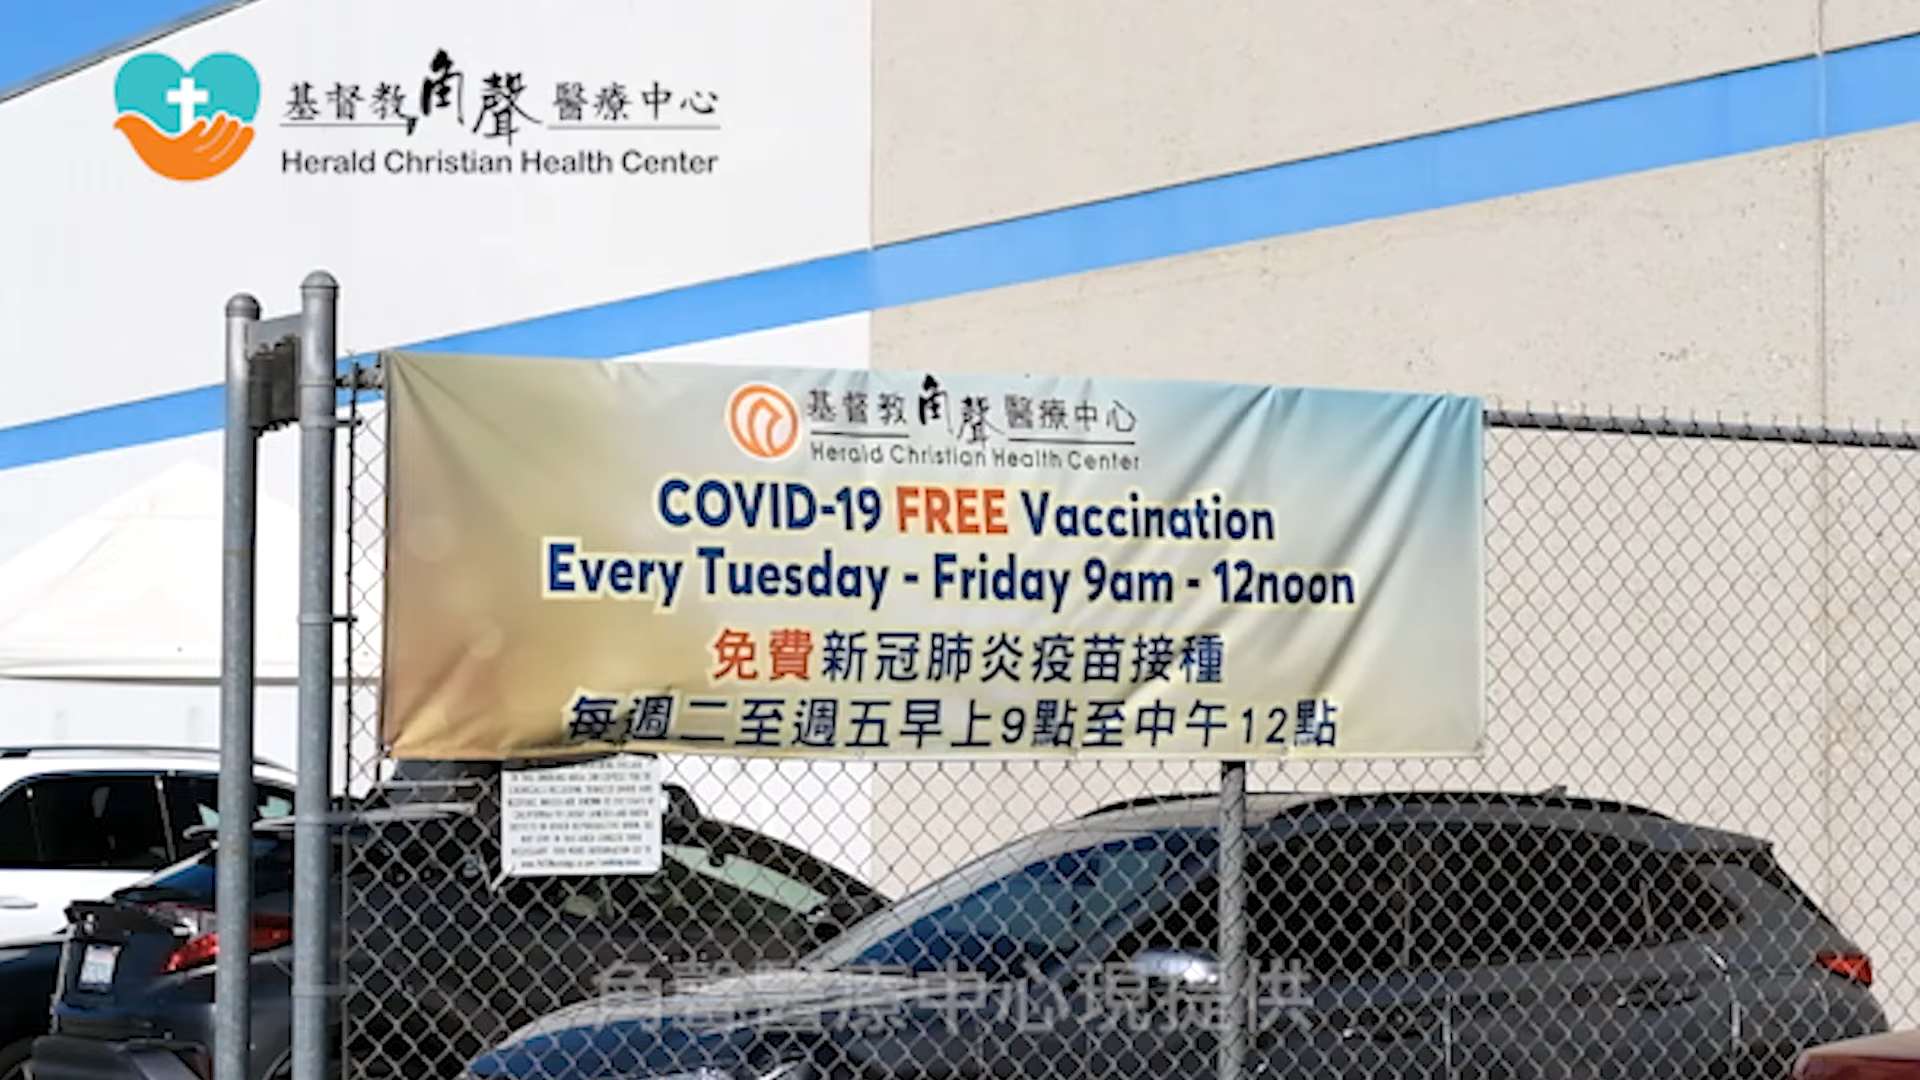 基督教角聲醫療中心
Herald Christian Health Center
基督教角聲醫療中心
Herald Christian Health Center
COVID-19 FREE Vaccination
Every Tuesday - Friday 9am - 12noon
免費新冠肺炎疫苗接種
每週二至週五早上9點至中午12點
角聲醫療中心現提供